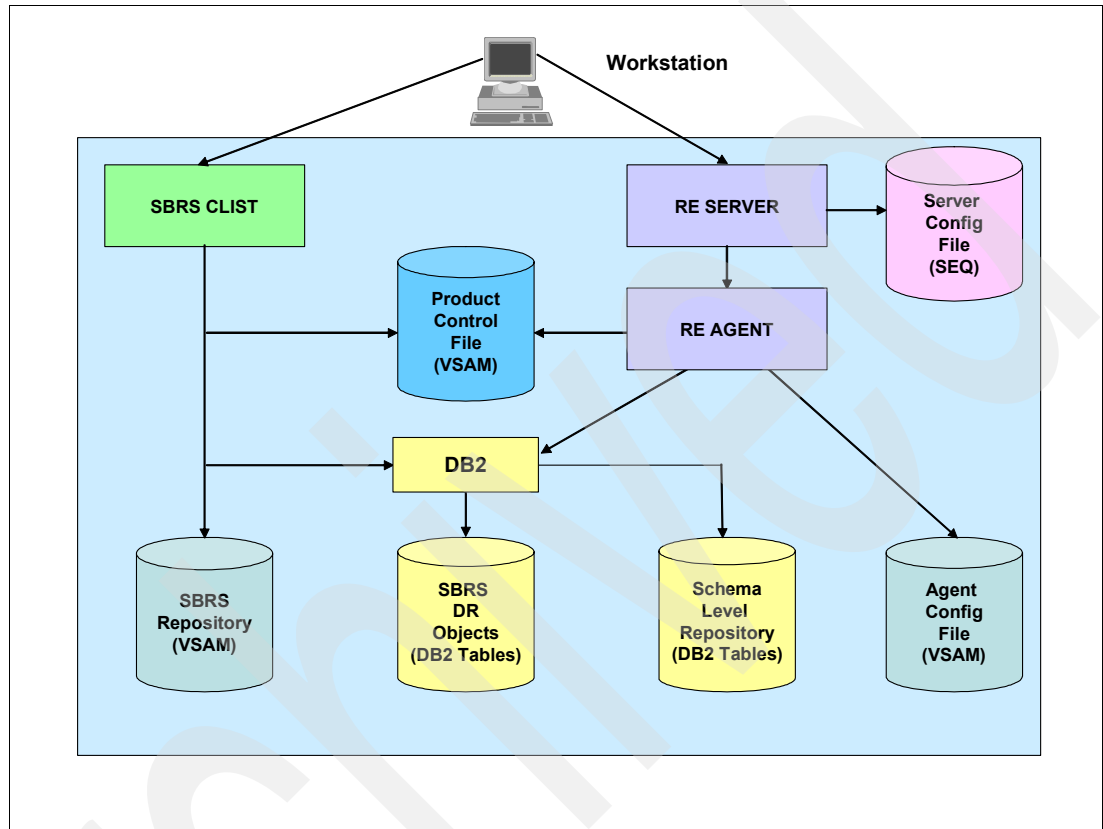 Workstation
SBRS CLIST
RE SERVER
Server
Config
File
(SEQ)
Product
Control
File
(VSAM)
RE AGENT
DB2
SBRS
Repository
(VSAM)
SBRS
DR
Objects
(DB2 Tables)
Schema
Level
Repository
(DB2 Tables)
Agent
Config
File
(VSAM)